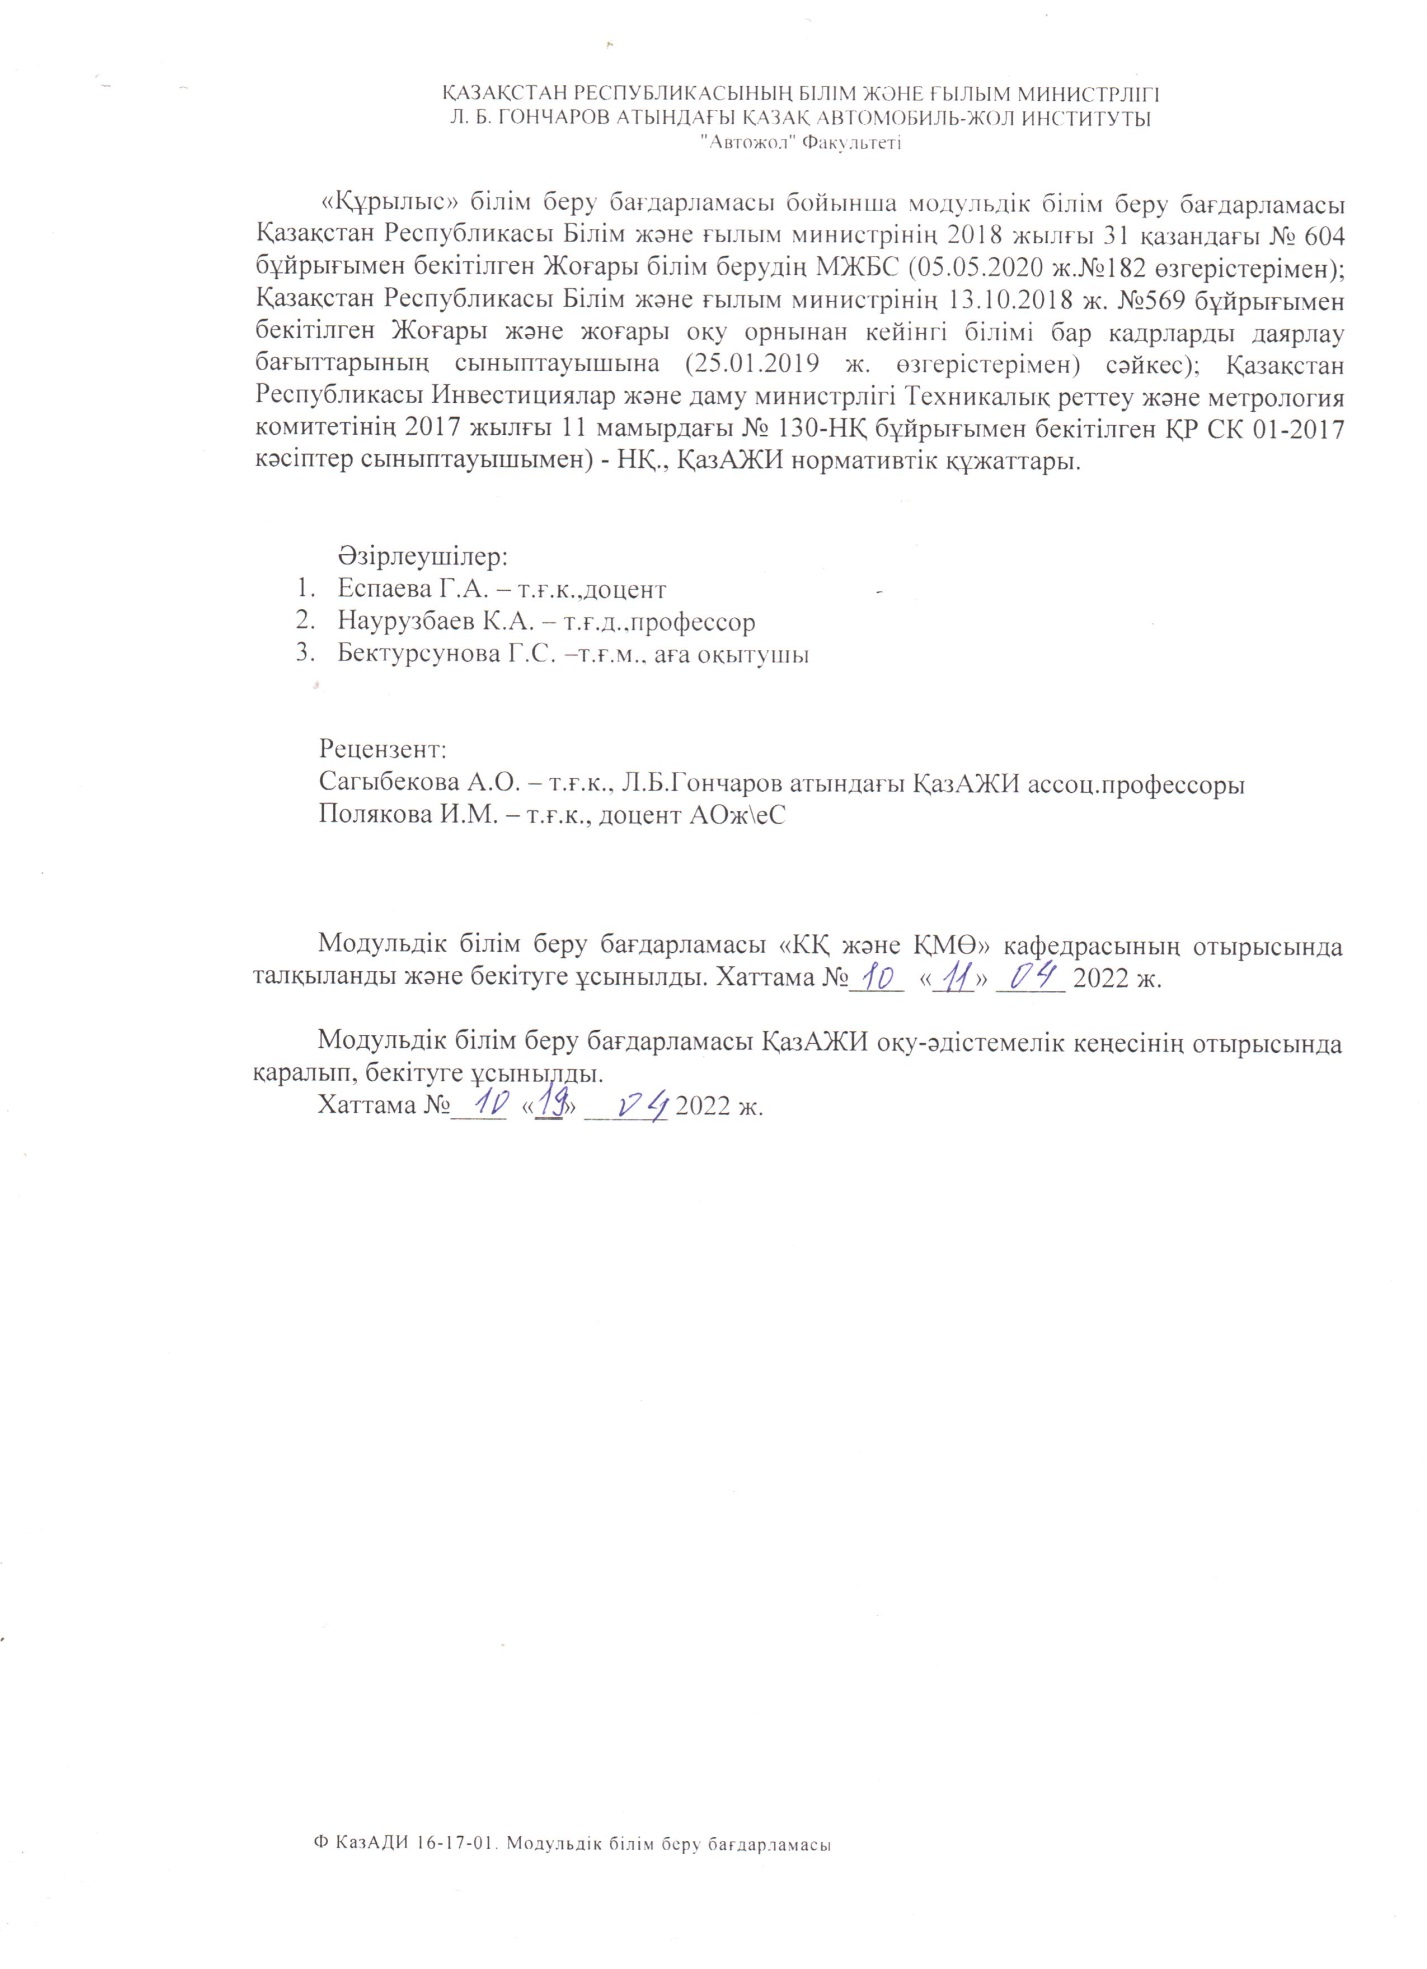 ҚАЗАҚСТАН РЕСПУБЛИКАСЫНЫҢ БІЛІМ ЖӘНЕ ҒЫЛЫМ МИНИСТРЛІГІ
Л. Б. ГОНЧАРОВ АТЫНДАҒЫ ҚАЗАҚ АВТОМОБИЛЬ-ЖОЛ ИНСТИТУТЫ
"Автожол" Факультеті
«Құрылыс» білім беру бағдарламасы бойынша модульдік білім беру бағдарламасы
Қазақстан Республикасы Білім және ғылым министрінің 2018 жылғы 31 қазандағы № 604
бұйрығымен бекітілген Жоғары білім берудің МЖБС (05.05.2020 ж.№182 өзгерістерімен);
Қазақстан Республикасы Білім және ғылым министрінің 13.10.2018 ж. №569 бұйрығымен
бекітілген Жоғары және жоғары оқу орнынан кейінгі білімі бар кадрларды даярлау
бағыттарының сыныптауышына (25.01.2019 ж. өзгерістерімен) сәйкес); Қазақстан
Республикасы Инвестициялар және даму министрлігі Техникалық реттеу және метрология
комитетінің 2017 жылғы 11 мамырдағы № 130-НҚ бұйрығымен бекітілген ҚР СК 01-2017
кәсіптер сыныптауышымен) - НҚ., ҚазАЖИ нормативтік құжаттары.
Әзірлеушілер:
1. Еспаева Г.А. – т.ғ.к.,доцент
2. Наурузбаев К.А. – т.ғ.д.,профессор
3. Бектурсунова Г.С. –т.ғ.м., аға оқытушы
Рецензент:
Сагыбекова А.О. – т.ғ.к., Л.Б.Гончаров атындағы ҚазАЖИ ассоц.профессоры
Полякова И.М. – т.ғ.к., доцент АОж\еС
Модульдік білім беру бағдарламасы «КҚ және ҚМӨ» кафедрасының отырысында
талқыланды және бекітуге ұсынылды. Хаттама № 10 «11» 04 2022 ж.
Модульдік білім беру бағдарламасы ҚазАЖИ оқу-әдістемелік кеңесінің отырысында
қаралып, бекітуге ұсынылды.
Хаттама № 10 «19» 04 2022 ж.
Ф КазАДИ 16-17-01. Модульдік білім беру бағдарламасы